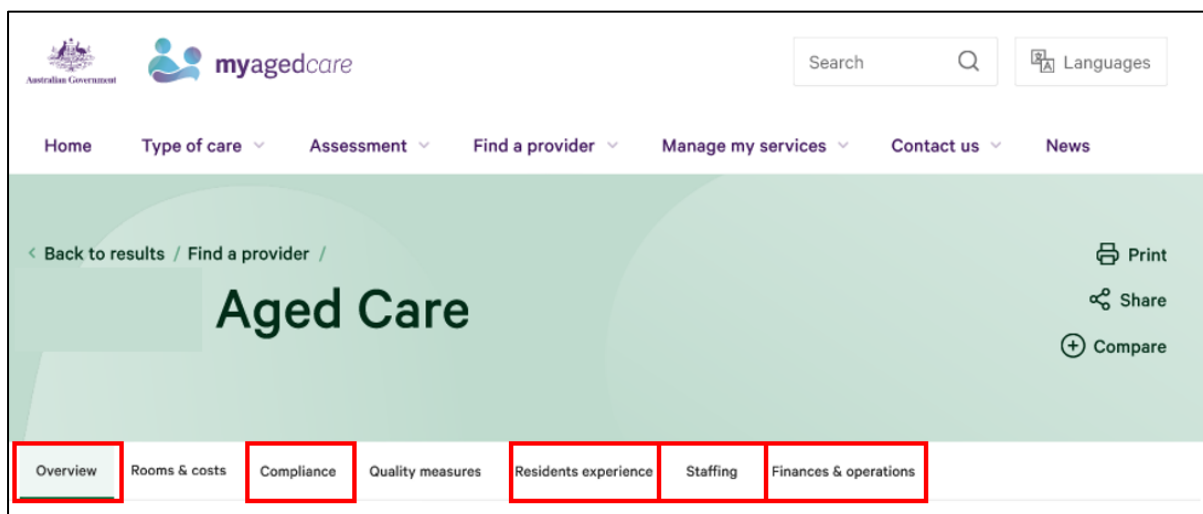 Australian Government
myagedcare
Search
Languages
Home Type of care Assessment Find a provider Manage my services Contact us News
< Back to results / Find a provider /
Print
Aged Care
Share
Compare
Overview Rooms & costs Compliance Quality measures Residents experience Staffing Finances & operations